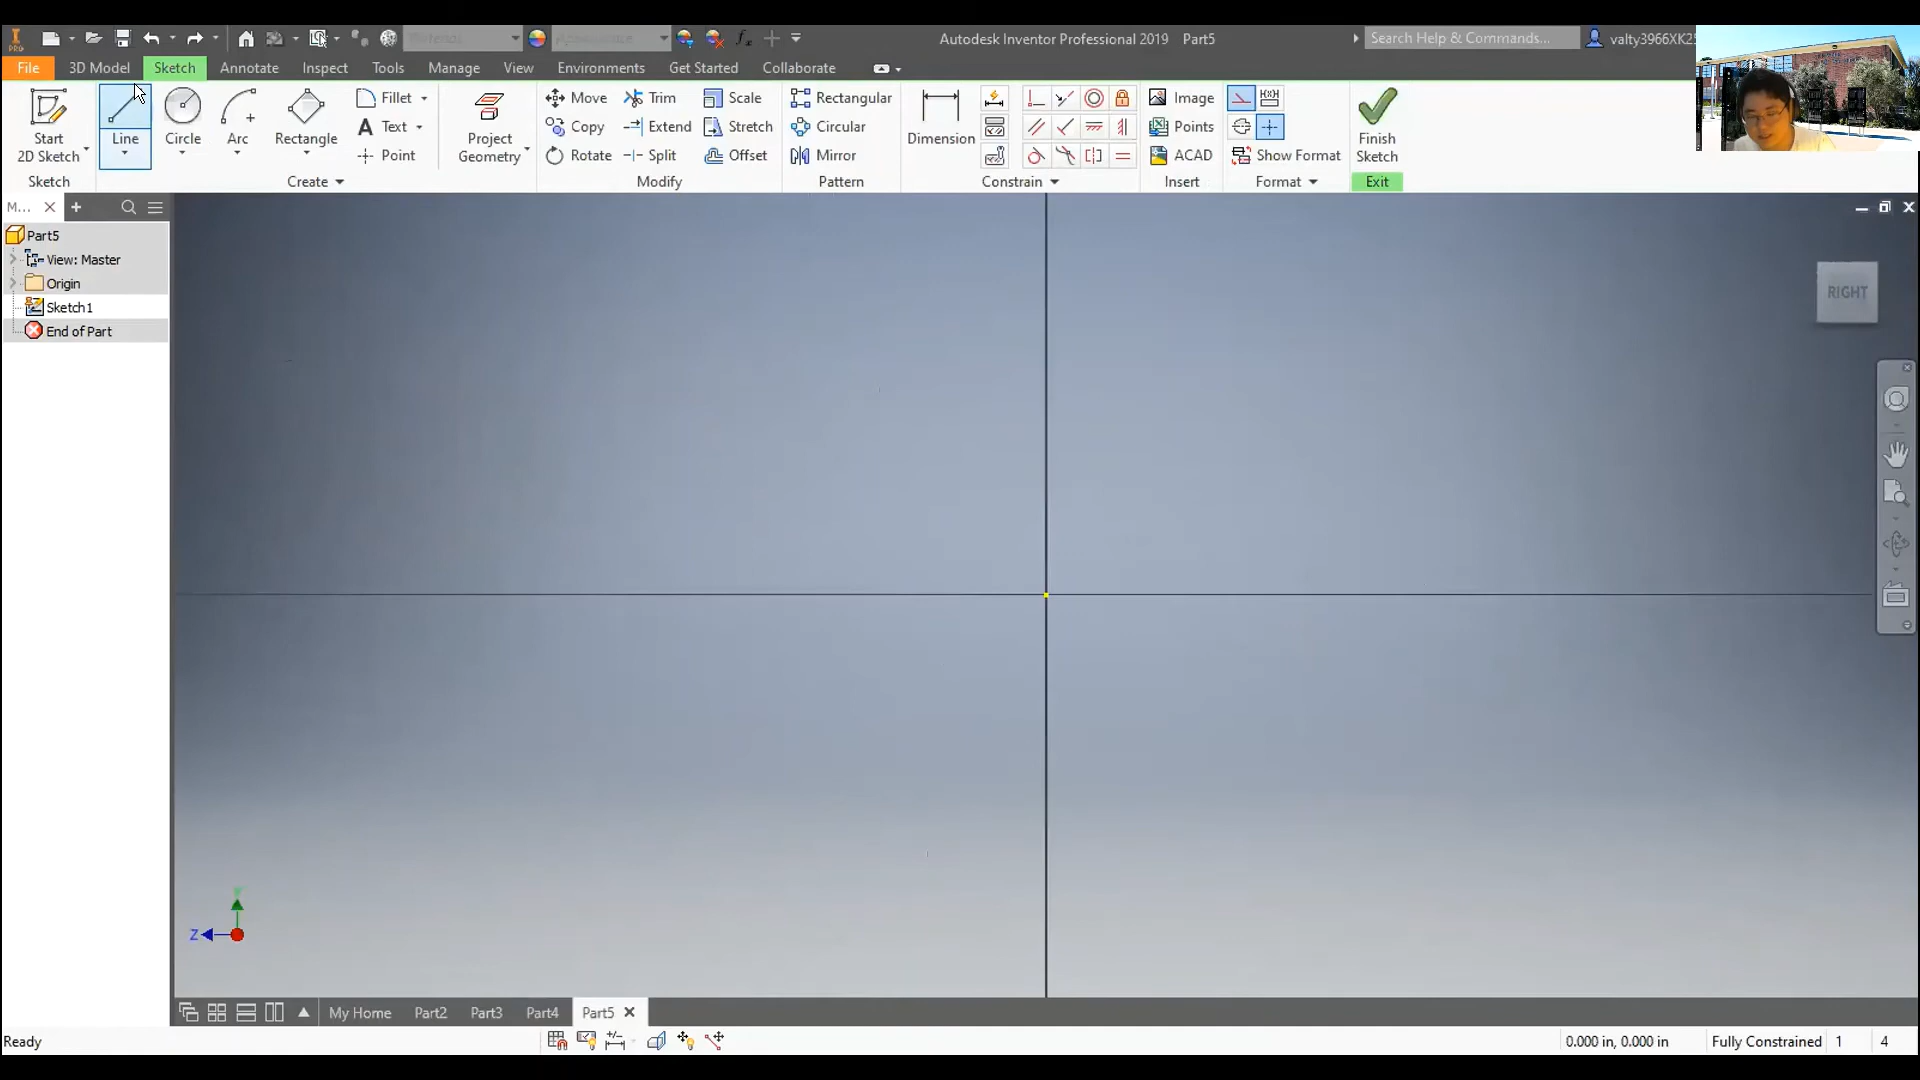 Autodesk Inventor Professional 2019 Part5
Search Help & Commands...
File 3D Model Sketch Annotate Inspect Tools Manage View Environments Get Started Collaborate
Start 2D Sketch
Line
Circle
Arc
Rectangle
Fillet
Text
Point
Project Geometry
Move Trim Scale
Copy Extend Stretch
Rotate Split Offset
Rectangular
Circular
Mirror
Dimension
Image
Points
ACAD
Show Format
Finish Sketch
Sketch Create Modify Pattern Constrain Insert Format Exit
M...
Part5
View: Master
Origin
Sketch1
End of Part
RIGHT
Z
My Home Part2 Part3 Part4 Part5
Ready
0.000 in, 0.000 in Fully Constrained 1 4